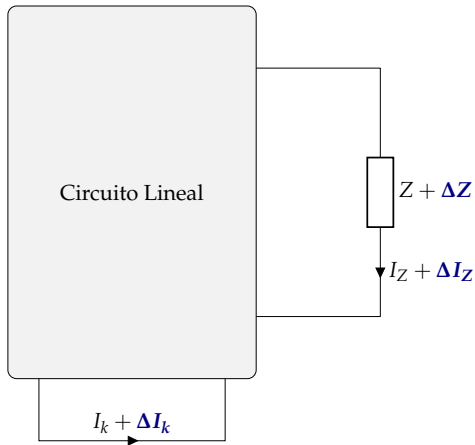 Circuito Lineal
Z + ΔZ
I_Z + ΔI_Z
I_k + ΔI_k